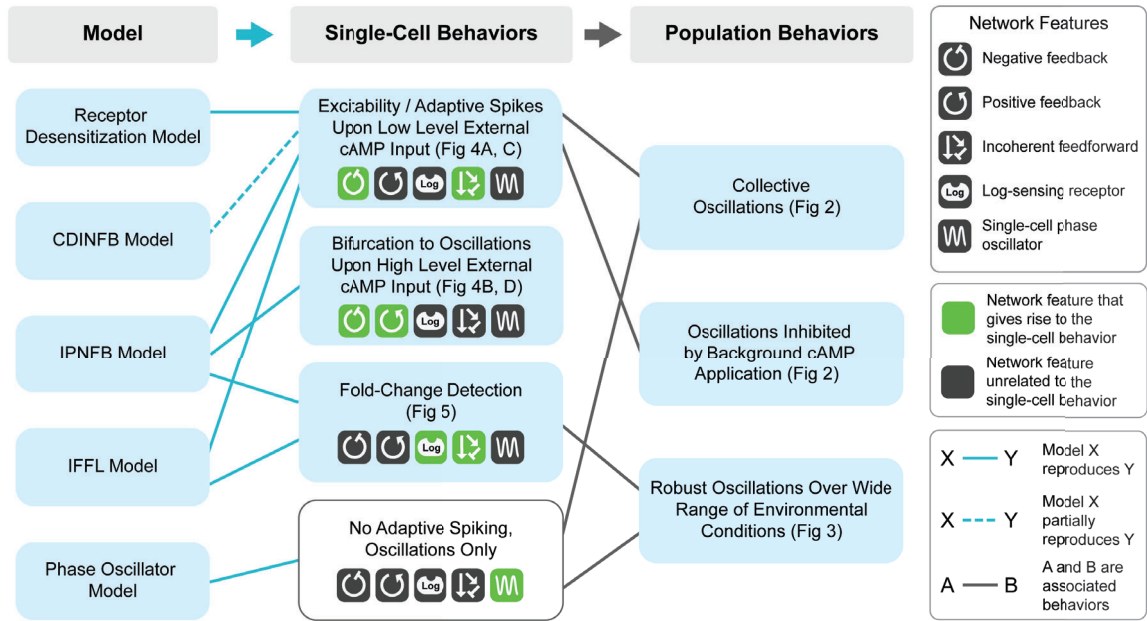 Model
Single-Cell Behaviors
Population Behaviors
Receptor
Desensitization Model
CDINFB Model
IPNFB Model
IFFL Model
Phase Oscillator
Model
Excitability / Adaptive Spikes
Upon Low Level External
cAMP Input (Fig 4A, C)
Log
Bifurcation to Oscillations
Upon High Level External
cAMP Input (Fig 4B, D)
Log
Fold-Change Detection
(Fig 5)
Log
No Adaptive Spiking,
Oscillations Only
Log
Collective
Oscillations (Fig 2)
Oscillations Inhibited
by Background cAMP
Application (Fig 2)
Robust Oscillations Over Wide
Range of Environmental
Conditions (Fig 3)
Network Features
Negative feedback
Positive feedback
Incoherent feedforward
Log
Log-sensing receptor
Single-cell phase
oscillator
Network feature that
gives rise to the
single-cell behavior
Network feature
unrelated to the
single-cell behavior
X Y Model X
reproduces Y
X Y Model X
partially
reproduces Y
A B A and B are
associated
behaviors